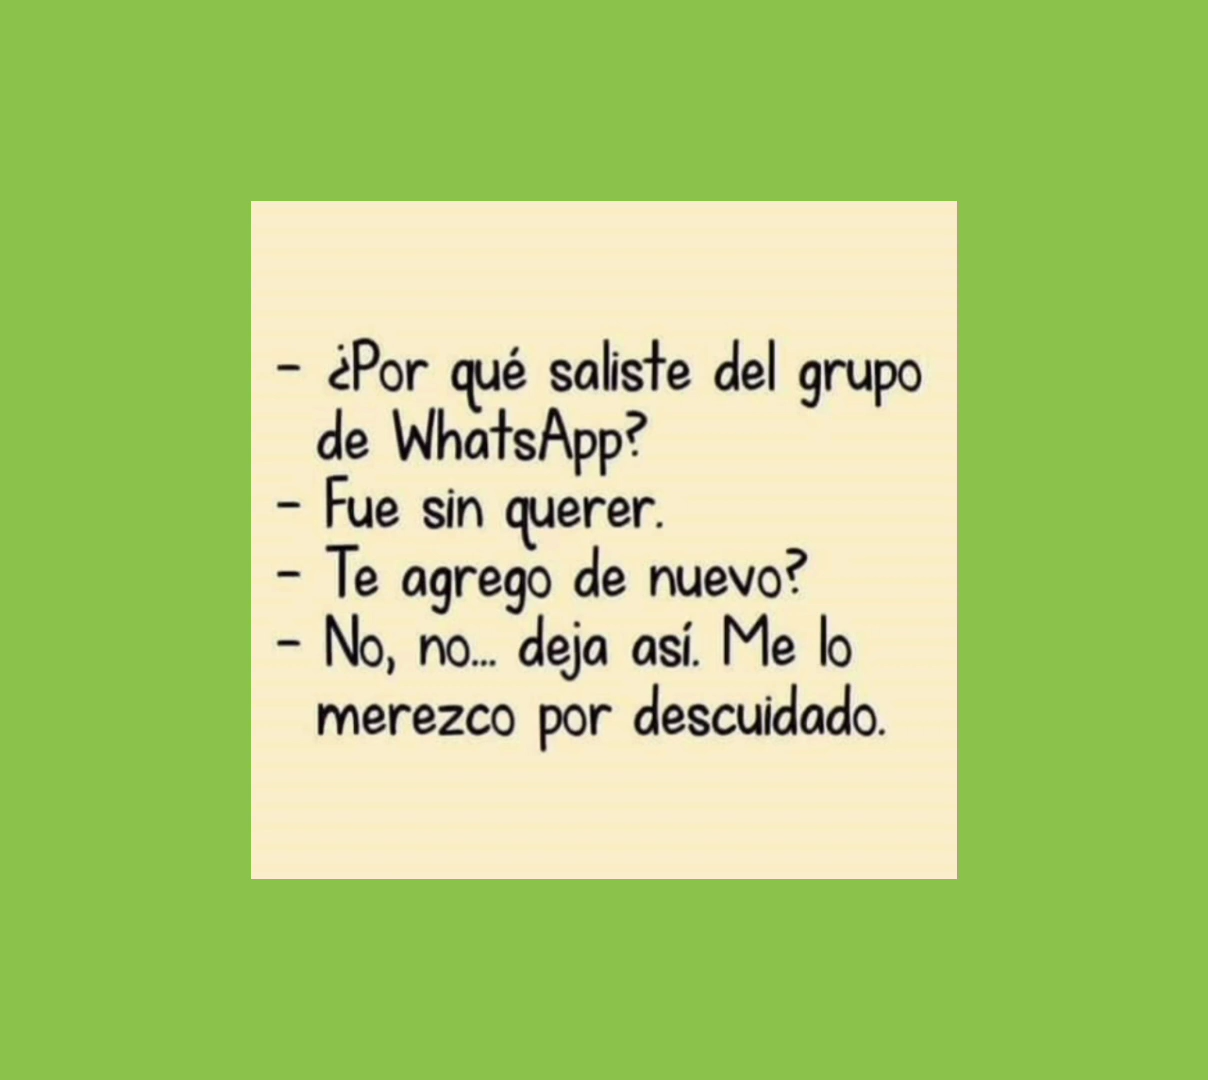 - ¿Por qué saliste del grupo
de WhatsApp?
- Fue sin querer.
- Te agrego de nuevo?
- No, no... deja así. Me lo
merezco por descuidado.